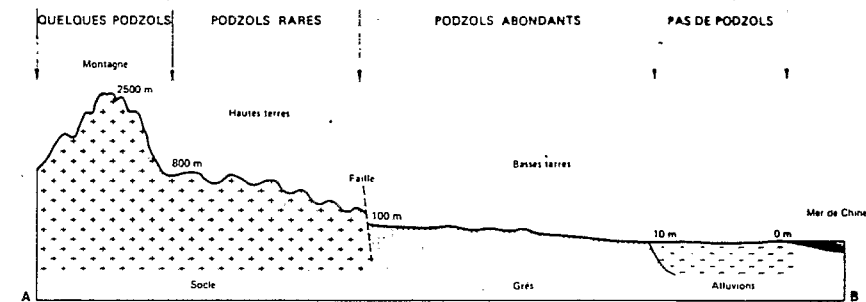 QUELQUES PODZOLS
PODZOLS RARES
PODZOLS ABONDANTS
PAS DE PODZOLS
Montagne
2500 m
Hautes terres
800 m
Faille
Basses terres
100 m
10 m
0 m
Mer de Chine
A
Socle
Grés
Alluvions
B